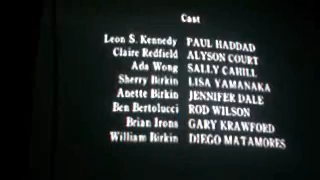 Cast
Leon S. Kennedy PAUL HADDAD
Claire Redfield ALYSON COURT
Ada Wong SALLY CAHILL
Sherry Birkin LISA YAMANAKA
Anette Birkin JENNIFER DALE
Ben Bertolucci ROD WILSON
Brian Irons GARY KRAWFORD
William Birkin DIEGO MATAMORES